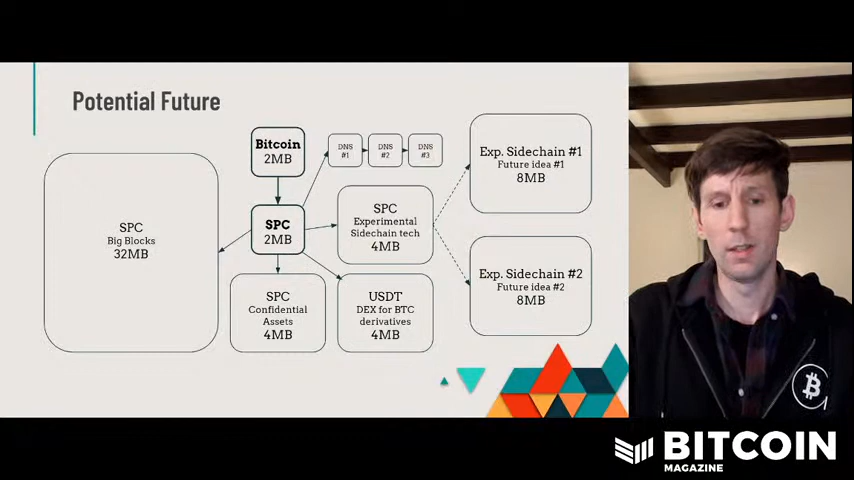 Potential Future
Bitcoin
2MB
DNS
#1
DNS
#2
DNS
#3
Exp. Sidechain #1
Future idea #1
8MB
SPC
Big Blocks
32MB
SPC
2MB
SPC
Experimental
Sidechain tech
4MB
Exp. Sidechain #2
Future idea #2
8MB
SPC
Confidential
Assets
4MB
USDT
DEX for BTC
derivatives
4MB
BITCOIN
MAGAZINE